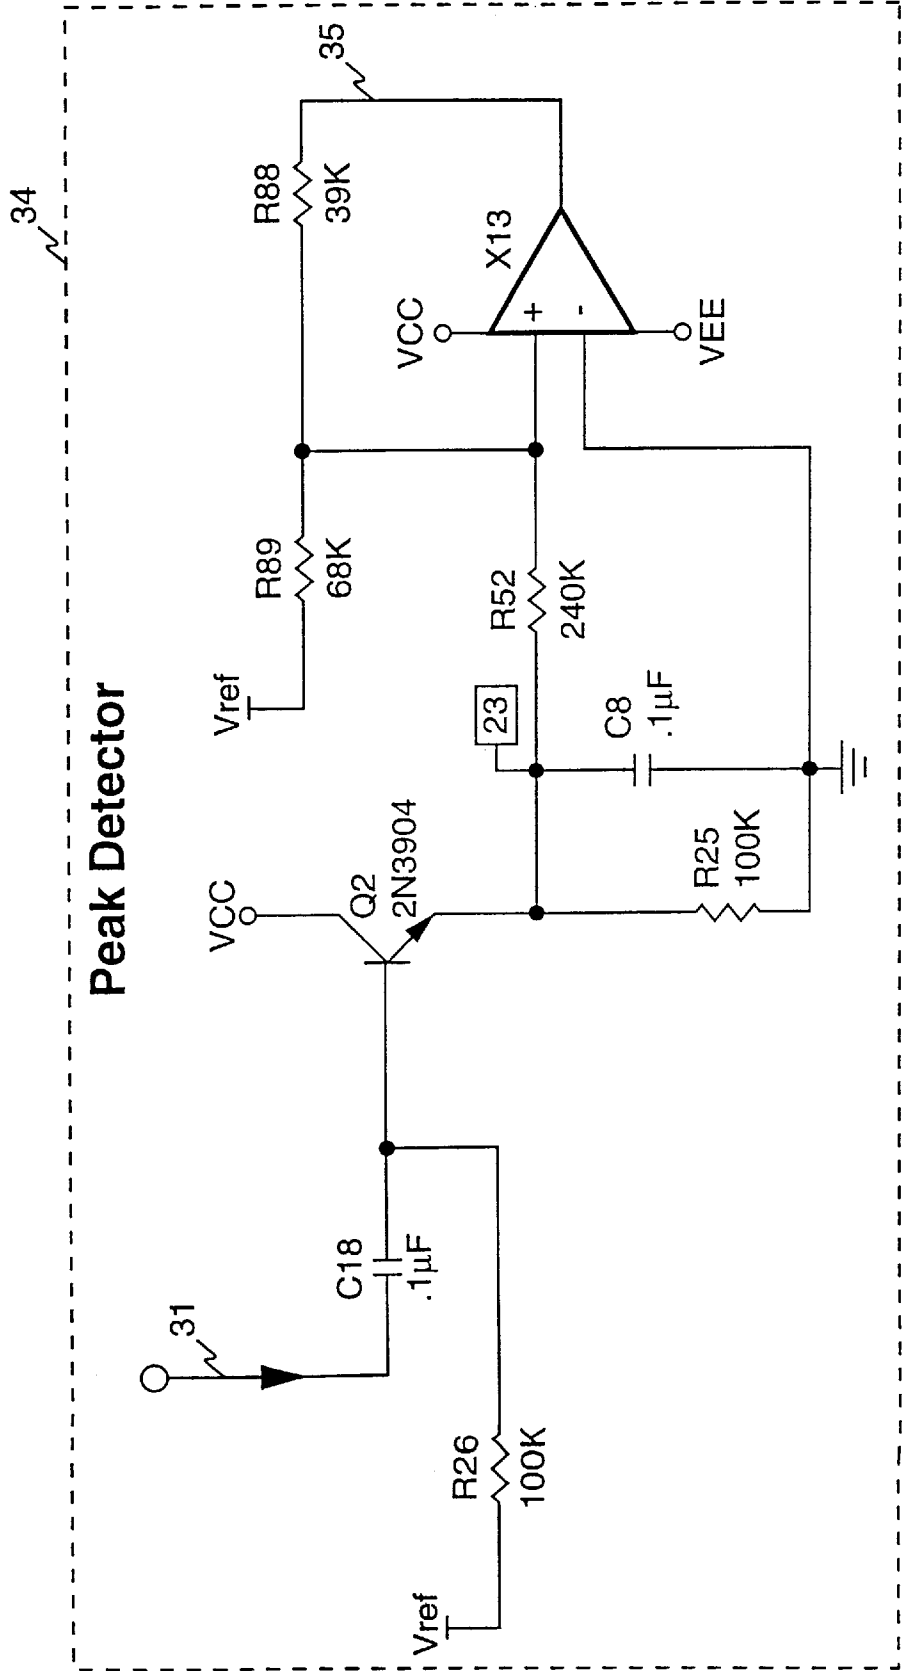 34
Peak Detector
31
C18
.1µF
R26
100K
Vref
VCC
Q2
2N3904
R25
100K
23
C8
.1µF
R52
240K
Vref
R89
68K
R88
39K
35
VCC
X13
+
-
VEE